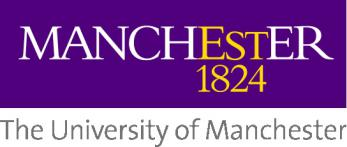 MANCHEstER
1824
The University of Manchester